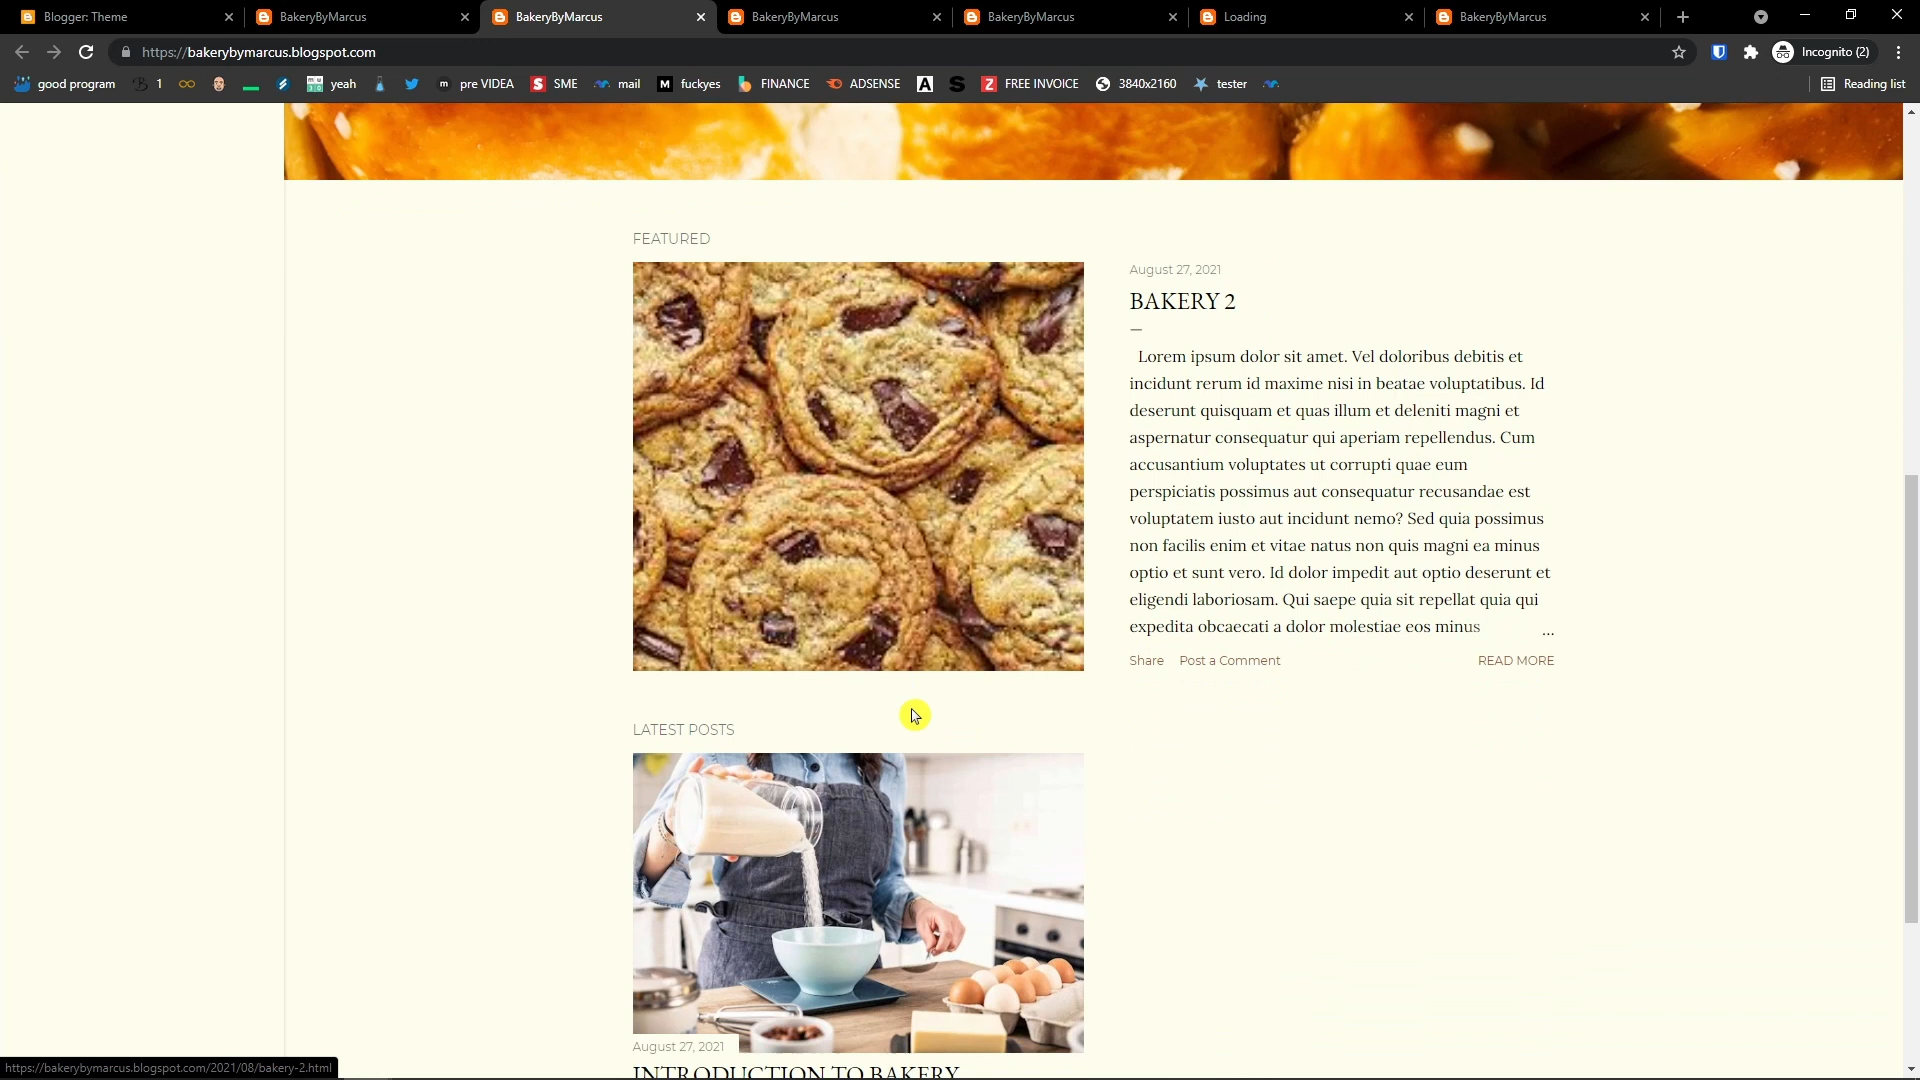 Blogger: Theme
BakeryByMarcus
BakeryByMarcus
BakeryByMarcus
BakeryByMarcus
Loading
BakeryByMarcus
https://bakerybymarcus.blogspot.com
Incognito (2)
good program
1
yeah
pre VIDEA
SME
mail
fuckyes
FINANCE
ADSENSE
FREE INVOICE
3840x2160
tester
Reading list
FEATURED
August 27, 2021
BAKERY 2
Lorem ipsum dolor sit amet. Vel doloribus debitis et
incidunt rerum id maxime nisi in beatae voluptatibus. Id
deserunt quisquam et quas illum et deleniti magni et
aspernatur consequatur qui aperiam repellendus. Cum
accusantium voluptates ut corrupti quae eum
perspiciatis possimus aut consequatur recusandae est
voluptatem iusto aut incidunt nemo? Sed quia possimus
non facilis enim et vitae natus non quis magni ea minus
optio et sunt vero. Id dolor impedit aut optio deserunt et
eligendi laboriosam. Qui saepe quia sit repellat quia qui
expedita obcaecati a dolor molestiae eos minus ...
Share Post a Comment READ MORE
LATEST POSTS
August 27, 2021
INTRODUCTION TO BAKERY
https://bakerybymarcus.blogspot.com/2021/08/bakery-2.html